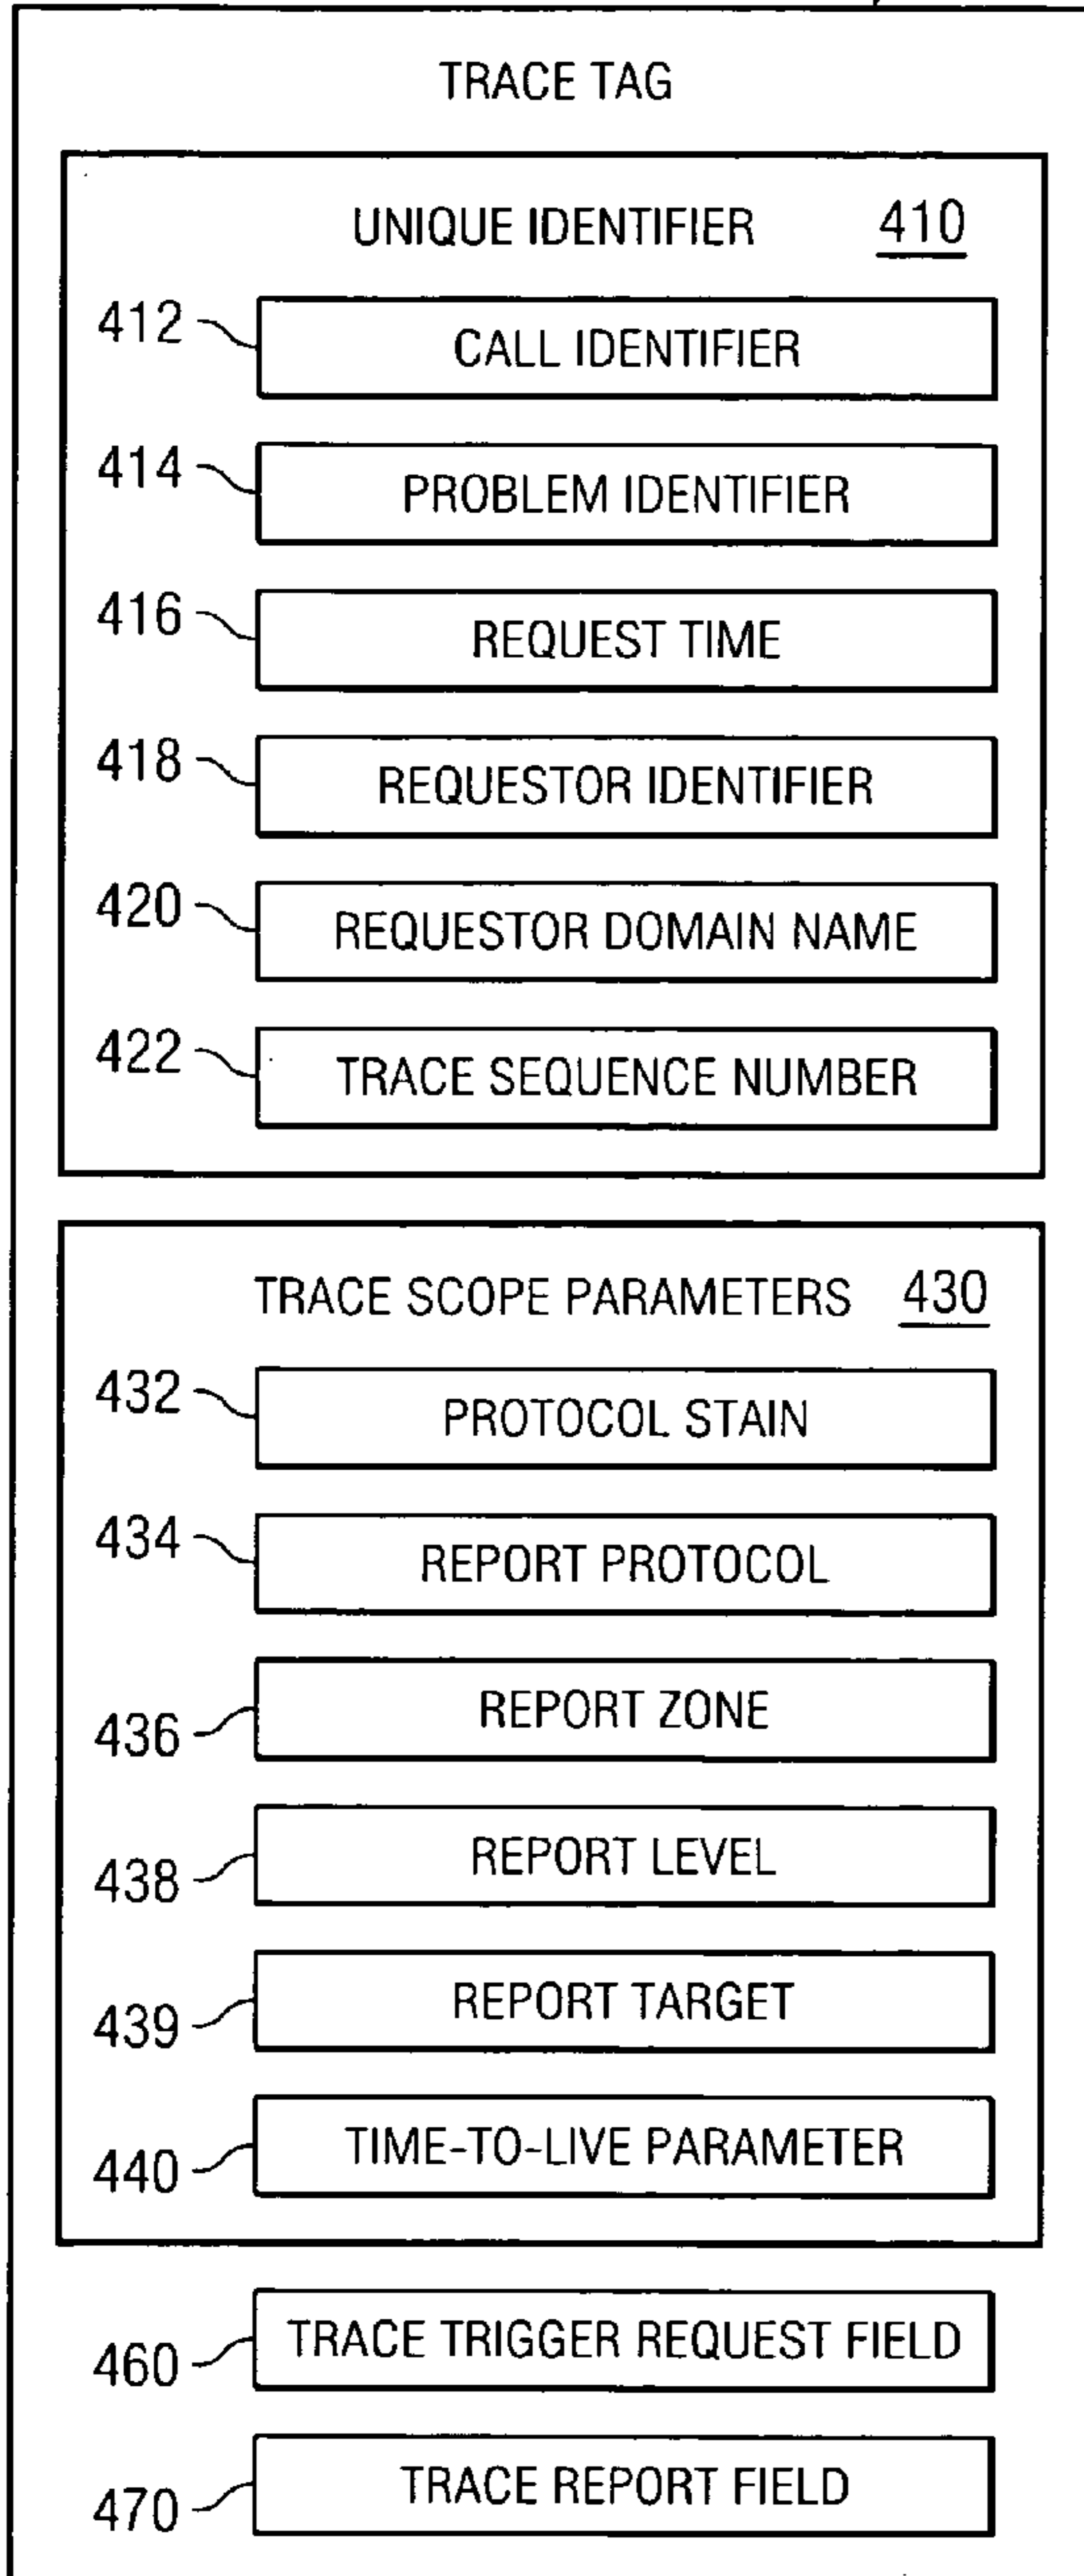 TRACE TAG
UNIQUE IDENTIFIER 410
412 CALL IDENTIFIER
414 PROBLEM IDENTIFIER
416 REQUEST TIME
418 REQUESTOR IDENTIFIER
420 REQUESTOR DOMAIN NAME
422 TRACE SEQUENCE NUMBER
TRACE SCOPE PARAMETERS 430
432 PROTOCOL STAIN
434 REPORT PROTOCOL
436 REPORT ZONE
438 REPORT LEVEL
439 REPORT TARGET
440 TIME-TO-LIVE PARAMETER
460 TRACE TRIGGER REQUEST FIELD
470 TRACE REPORT FIELD